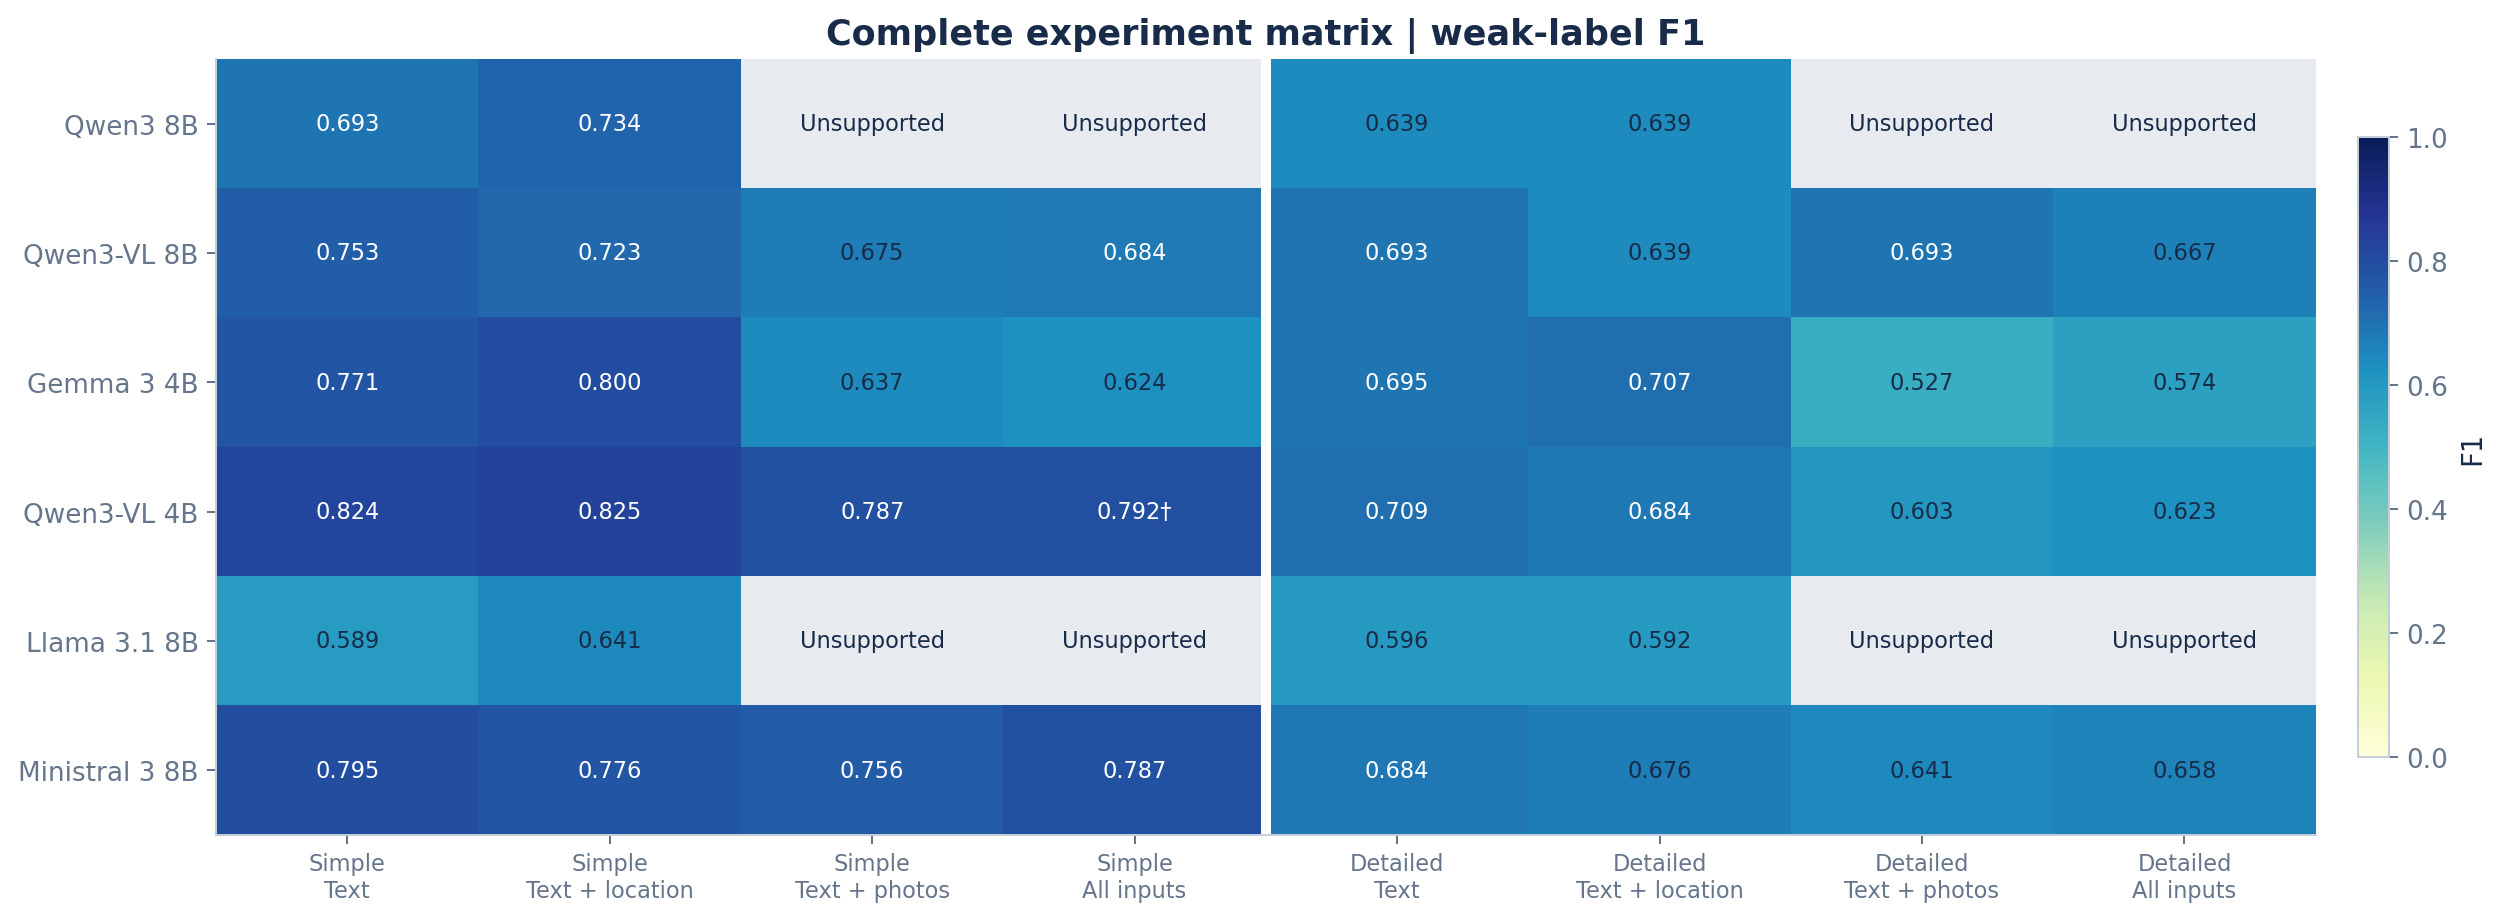 Complete experiment matrix | weak-label F1
Qwen3 8B 0.693 0.734 Unsupported Unsupported 0.639 0.639 Unsupported Unsupported
Qwen3-VL 8B 0.753 0.723 0.675 0.684 0.693 0.639 0.693 0.667
Gemma 3 4B 0.771 0.800 0.637 0.624 0.695 0.707 0.527 0.574
Qwen3-VL 4B 0.824 0.825 0.787 0.792† 0.709 0.684 0.603 0.623
Llama 3.1 8B 0.589 0.641 Unsupported Unsupported 0.596 0.592 Unsupported Unsupported
Ministral 3 8B 0.795 0.776 0.756 0.787 0.684 0.676 0.641 0.658
Simple Simple Simple Simple Detailed Detailed Detailed Detailed
Text Text + location Text + photos All inputs Text Text + location Text + photos All inputs
1.0
0.8
0.6
0.4
0.2
0.0
F1